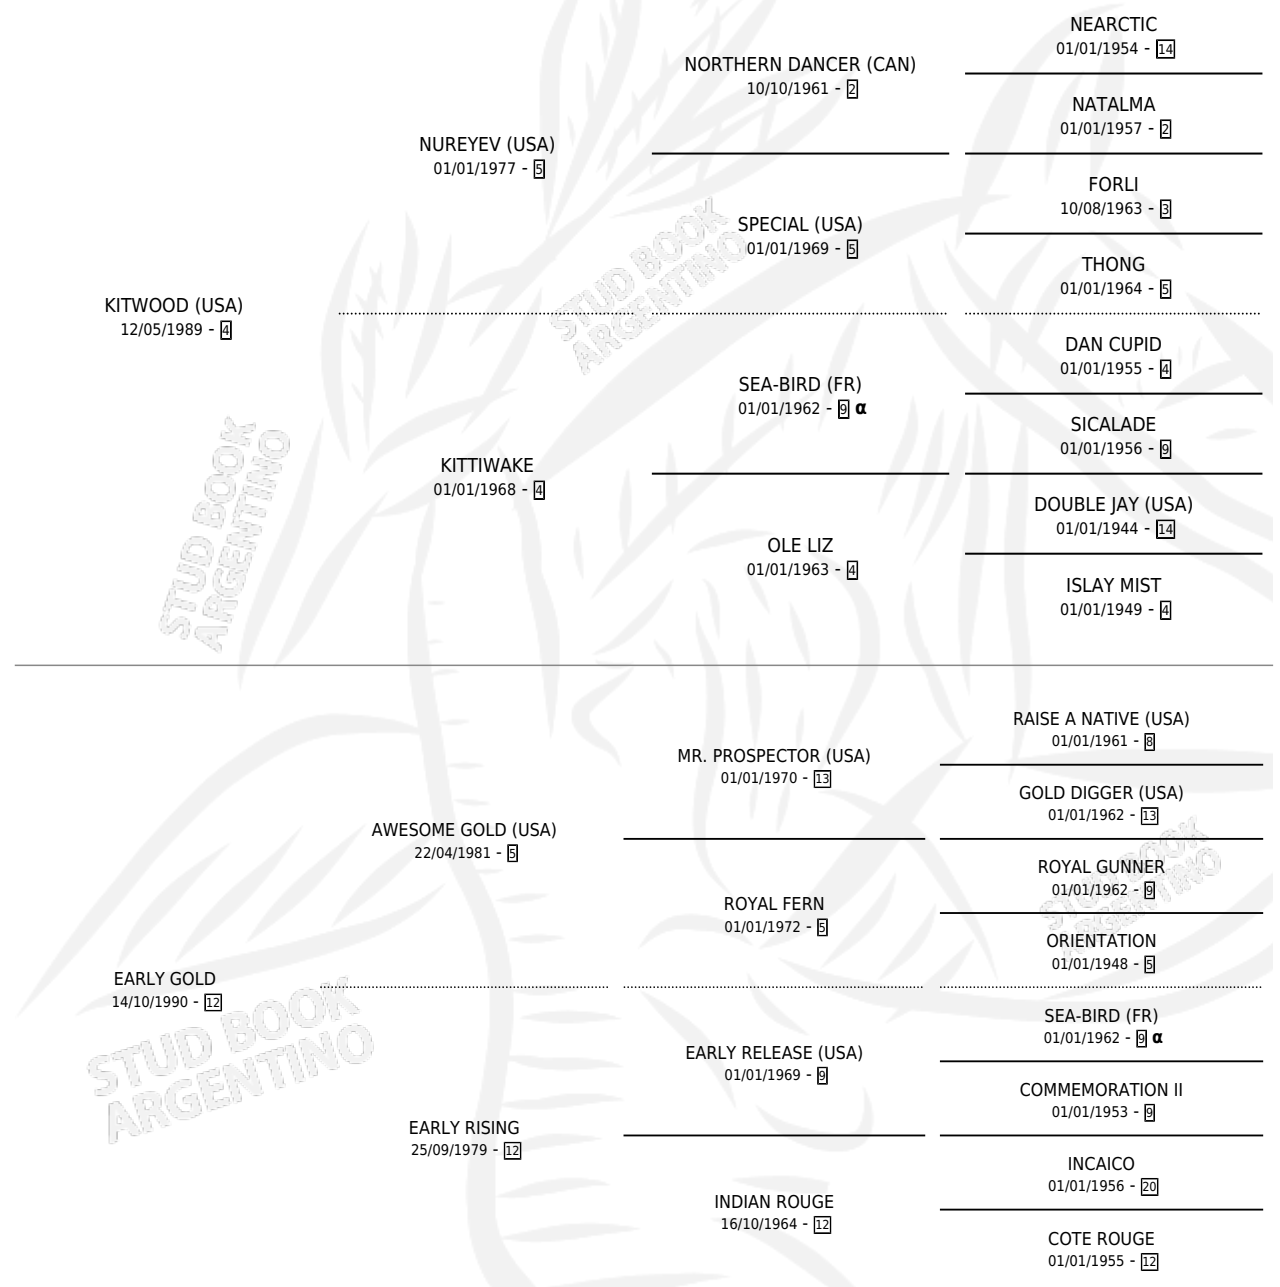 NEARCTIC
01/01/1954 - 14
NORTHERN DANCER (CAN)
10/10/1961 - 2
NATALMA
01/01/1957 - 2
NUREYEV (USA)
01/01/1977 - 5
FORLI
10/08/1963 - 3
SPECIAL (USA)
01/01/1969 - 5
THONG
01/01/1964 - 5
KITWOOD (USA)
12/05/1989 - 4
DAN CUPID
01/01/1955 - 4
SEA-BIRD (FR)
01/01/1962 - 9 α
SICALADE
01/01/1956 - 9
KITTIWAKE
01/01/1968 - 4
DOUBLE JAY (USA)
01/01/1944 - 14
OLE LIZ
01/01/1963 - 4
ISLAY MIST
01/01/1949 - 4
RAISE A NATIVE (USA)
01/01/1961 - 8
MR. PROSPECTOR (USA)
01/01/1970 - 13
GOLD DIGGER (USA)
01/01/1962 - 13
AWESOME GOLD (USA)
22/04/1981 - 5
ROYAL GUNNER
01/01/1962 - 9
ROYAL FERN
01/01/1972 - 5
ORIENTATION
01/01/1948 - 5
EARLY GOLD
14/10/1990 - 12
SEA-BIRD (FR)
01/01/1962 - 9 α
EARLY RELEASE (USA)
01/01/1969 - 9
COMMEMORATION II
01/01/1953 - 9
EARLY RISING
25/09/1979 - 12
INCAICO
01/01/1956 - 20
INDIAN ROUGE
16/10/1964 - 12
COTE ROUGE
01/01/1955 - 12
STUD BOOK
ARGENTINO
STUD BOOK
ARGENTINO
STUD BOOK
ARGENTINO
STUD BOOK
ARGENTINO